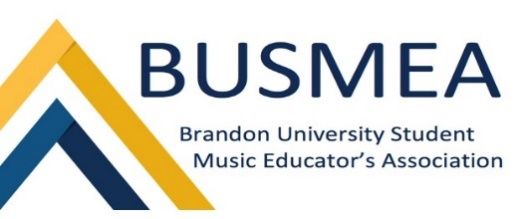 BUSMEA
Brandon University Student
Music Educator's Association